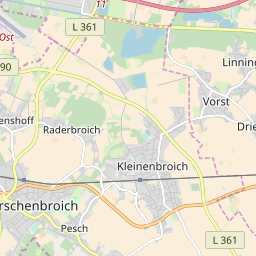 11
L 361
Ost
90
Linning
Vorst
enshoff
Raderbroich
Drie
Kleinenbroich
rschenbroich
Pesch
L 361